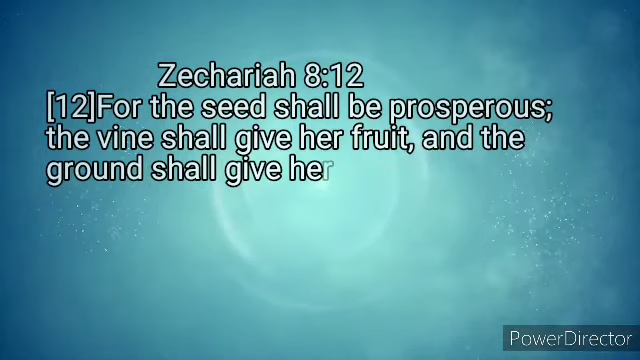 Zechariah 8:12
[12]For the seed shall be prosperous;
the vine shall give her fruit, and the
ground shall give her
PowerDirector